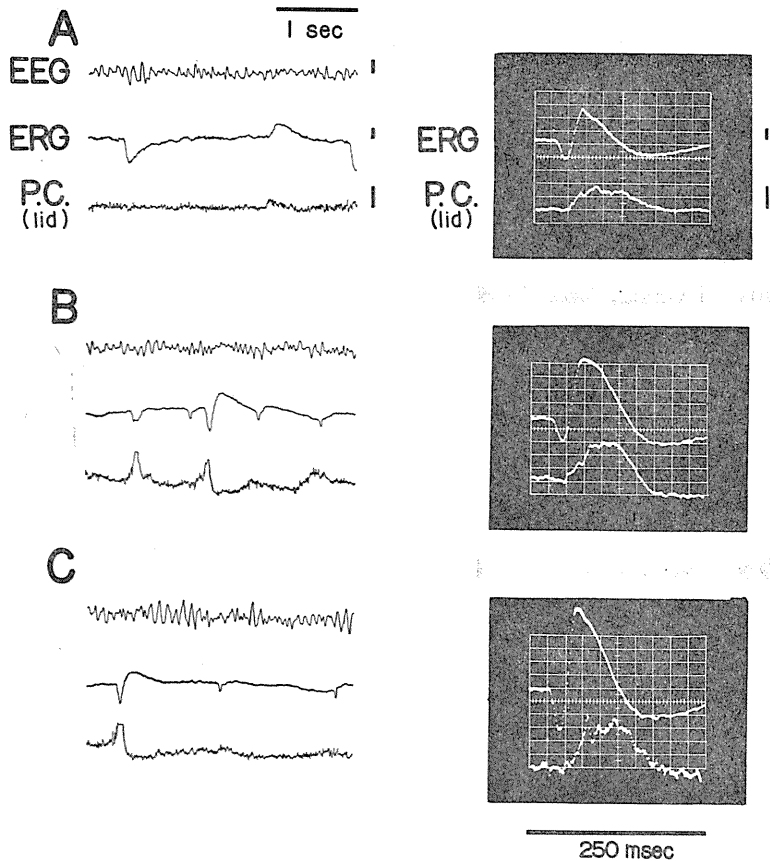 A
1 sec
EEG
ERG
P.C.
(lid)
ERG
P.C.
(lid)
B
C
250 msec